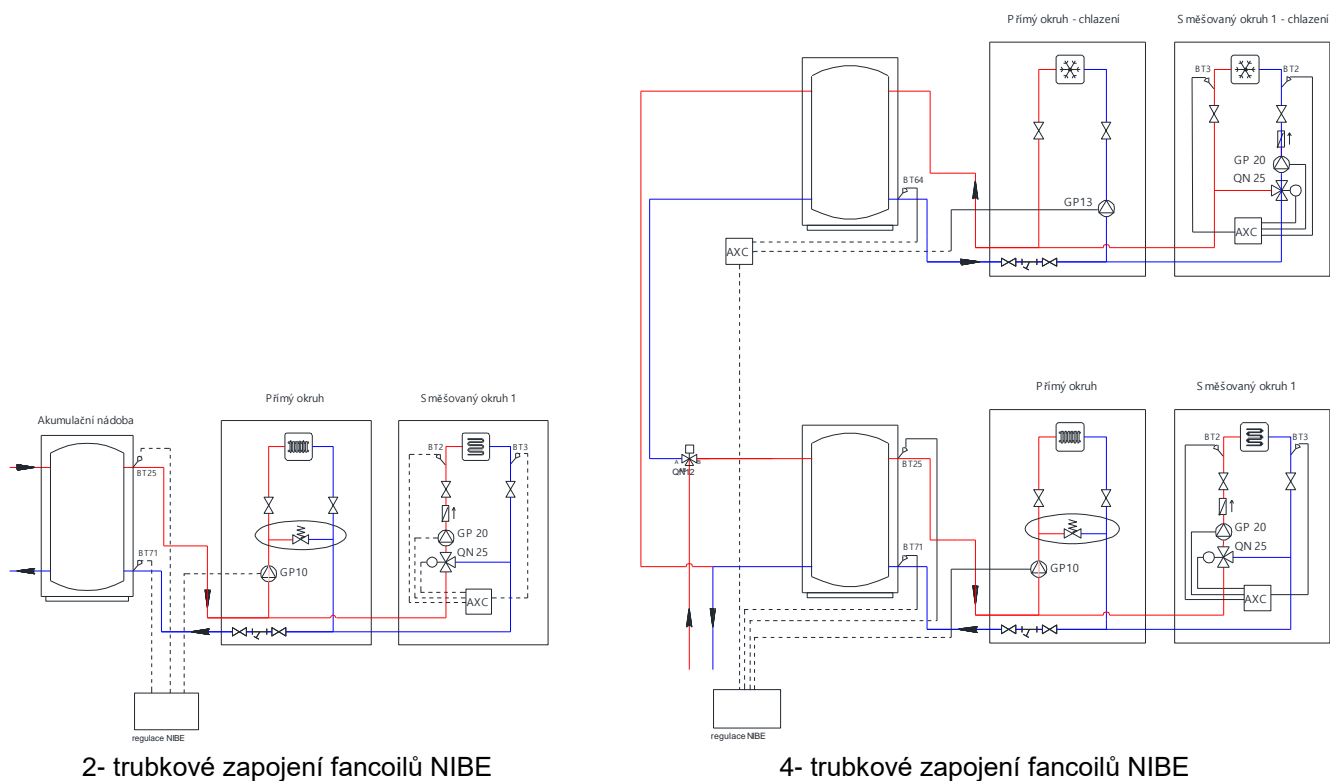 Přímý okruh - chlazení
Směšovaný okruh 1 - chlazení
BT3
BT2
GP 20
QN 25
AXC
BT64
GP13
AXC
Akumulační nádoba
BT25
BT71
Přímý okruh
GP10
Směšovaný okruh 1
BT2
BT3
GP 20
QN 25
AXC
regulace NIBE
A
B
QN12
BT25
BT71
Přímý okruh
GP10
Směšovaný okruh 1
BT2
BT3
GP 20
QN 25
AXC
regulace NIBE
2- trubkové zapojení fancoilů NIBE
4- trubkové zapojení fancoilů NIBE